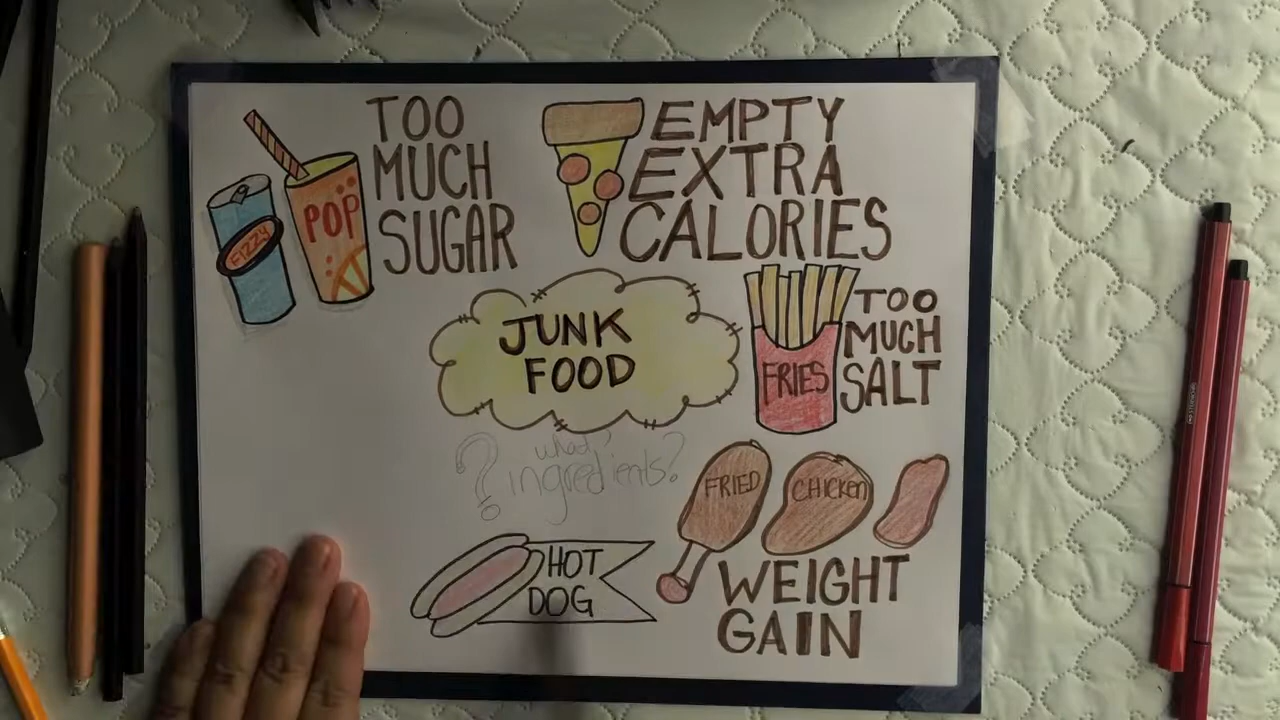 TOO
MUCH
SUGAR
FIZZY
POP
EMPTY
EXTRA
CALORIES
JUNK
FOOD
FRIES
TOO
MUCH
SALT
? what
ingredients?
FRIED
CHICKEN
HOT
DOG
WEIGHT
GAIN